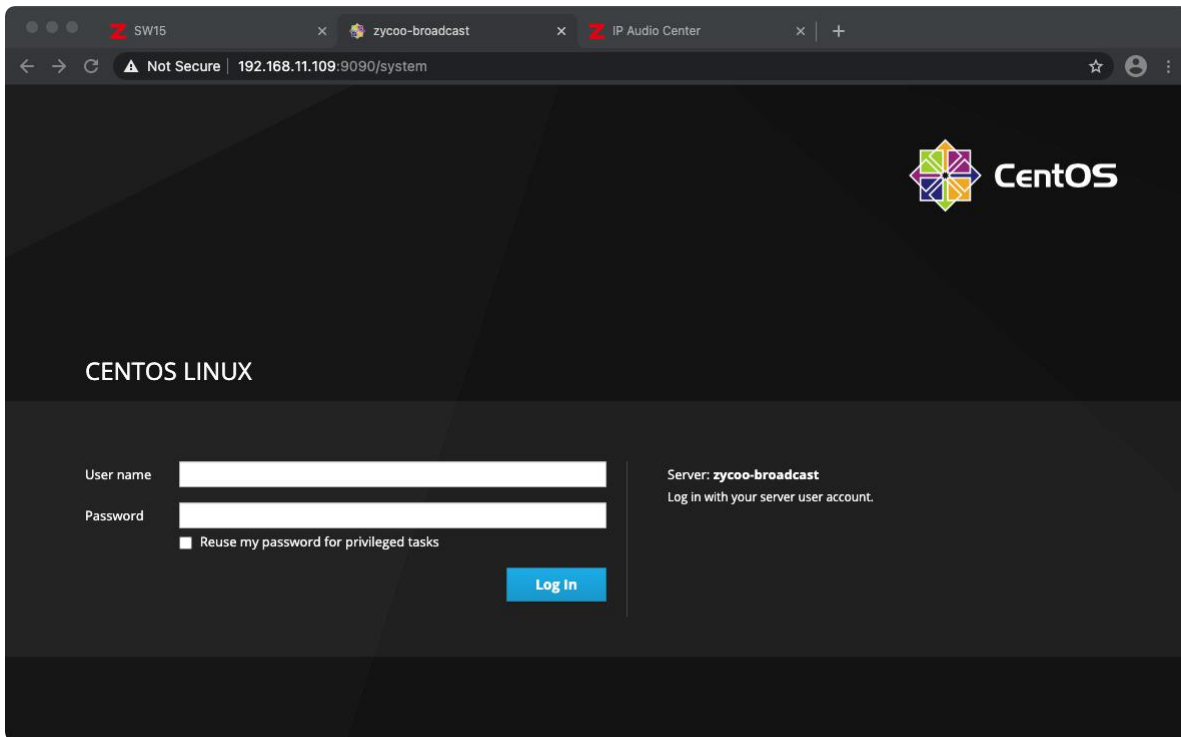 SW15
zycoo-broadcast
IP Audio Center
Not Secure | 192.168.11.109:9090/system
CentOS
CENTOS LINUX
User name
Server: zycoo-broadcast
Log in with your server user account.
Password
Reuse my password for privileged tasks
Log In